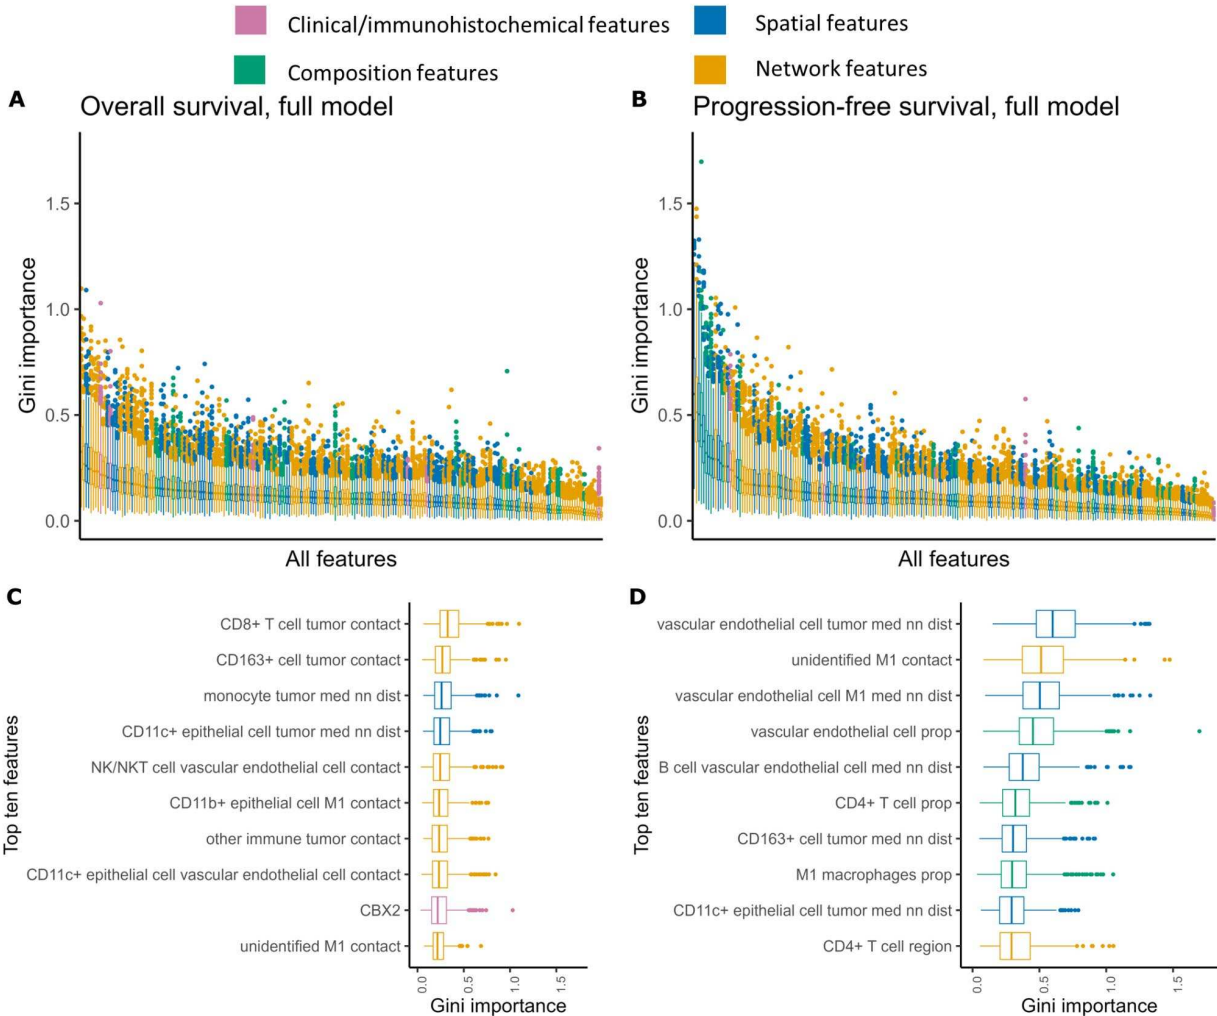 Clinical/immunohistochemical features
Spatial features
Composition features
Network features
A
Overall survival, full model
B
Progression-free survival, full model
Gini importance
1.5
1.0
0.5
0.0
All features
Gini importance
1.5
1.0
0.5
0.0
All features
C
Top ten features
CD8+ T cell tumor contact
CD163+ cell tumor contact
monocyte tumor med nn dist
CD11c+ epithelial cell tumor med nn dist
NK/NKT cell vascular endothelial cell contact
CD11b+ epithelial cell M1 contact
other immune tumor contact
CD11c+ epithelial cell vascular endothelial cell contact
CBX2
unidentified M1 contact
0.0
0.5
1.0
1.5
Gini importance
D
Top ten features
vascular endothelial cell tumor med nn dist
unidentified M1 contact
vascular endothelial cell M1 med nn dist
vascular endothelial cell prop
B cell vascular endothelial cell med nn dist
CD4+ T cell prop
CD163+ cell tumor med nn dist
M1 macrophages prop
CD11c+ epithelial cell tumor med nn dist
CD4+ T cell region
0.0
0.5
1.0
1.5
Gini importance